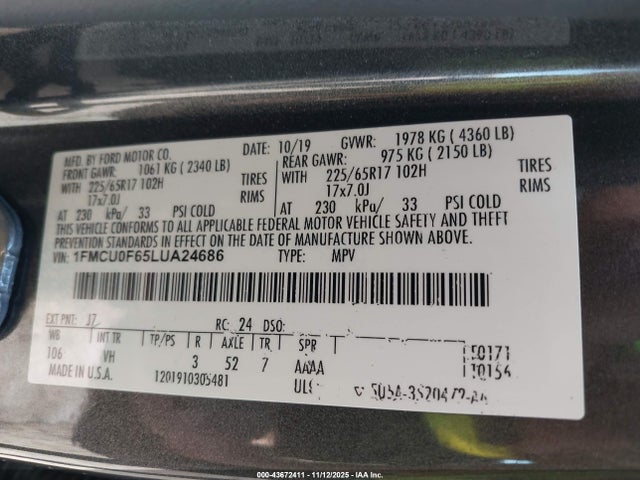 MFD. BY FORD MOTOR CO. DATE: 10/19 GVWR: 1978 KG ( 4360 LB)
FRONT GAWR: 1061 KG ( 2340 LB) REAR GAWR: 975 KG ( 2150 LB)
WITH 225/65R17 102H TIRES WITH 225/65R17 102H TIRES
17x7.0J RIMS 17x7.0J RIMS
AT 230 kPa/ 33 PSI COLD AT 230 kPa/ 33 PSI COLD
THIS VEHICLE CONFORMS TO ALL APPLICABLE FEDERAL MOTOR VEHICLE SAFETY AND THEFT
PREVENTION STANDARDS IN EFFECT ON THE DATE OF MANUFACTURE SHOWN ABOVE.
VIN: 1FMCU0F65LUA24686 TYPE: MPV
EXT PNT: J7 RC: 24 DSO:
WB INT TR TP/PS R AXLE TR SPR
106 VH 3 52 7 AAAA
MADE IN U.S.A. 1201910305481
000-43672411 - 11/12/2025 - IAA Inc.